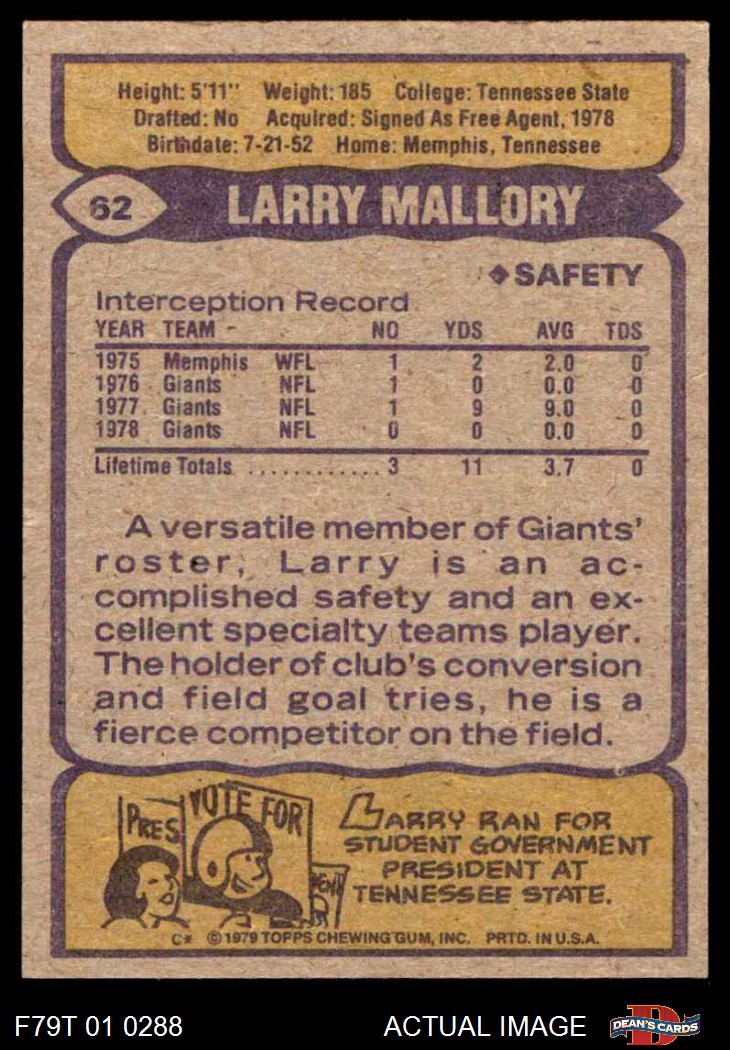 Height: 5'11" Weight: 185 College: Tennessee State
Drafted: No Acquired: Signed As Free Agent, 1978
Birthdate: 7-21-52 Home: Memphis, Tennessee
62 LARRY MALLORY
◆SAFETY
Interception Record
YEAR TEAM NO YDS AVG TDS
1975 Memphis WFL 1 2 2.0 0
1976 Giants NFL 1 0 0.0 0
1977 Giants NFL 1 9 9.0 0
1978 Giants NFL 0 0 0.0 0
Lifetime Totals ............ 3 11 3.7 0
A versatile member of Giants'
roster, Larry is an ac-
complished safety and an ex-
cellent specialty teams player.
The holder of club's conversion
and field goal tries, he is a
fierce competitor on the field.
PRES
VOTE FOR
LARRY RAN FOR
STUDENT GOVERNMENT
PRESIDENT AT
TENNESSEE STATE.
C* © 1979 TOPPS CHEWING GUM, INC. PRTD. IN U.S.A.
F79T 01 0288 ACTUAL IMAGE DEAN'S CARDS